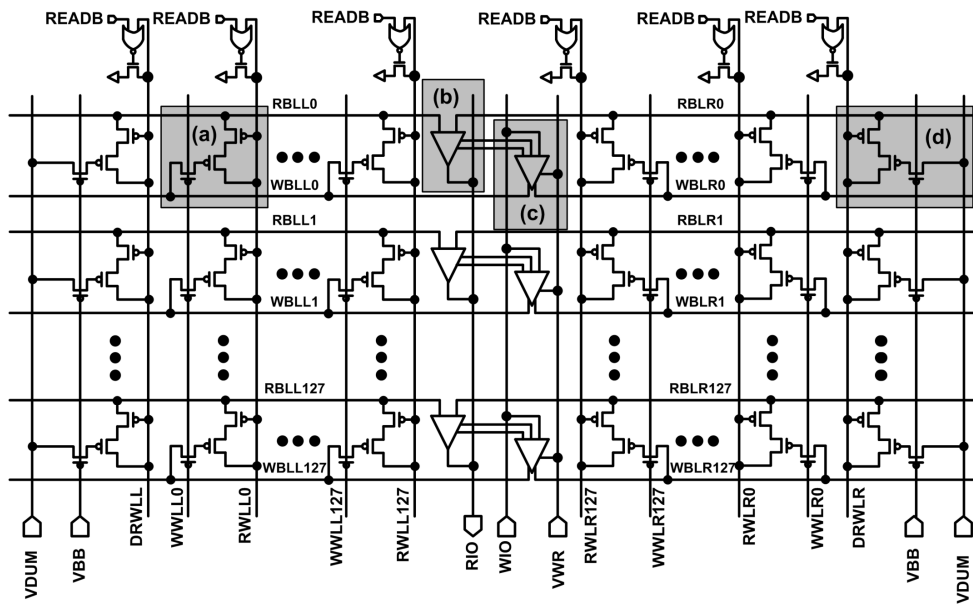 READB READB READB READB READB READB
(b)
RBLL0 RBLR0
(a) (d)
WBLL0 WBLR0
(c)
RBLL1 RBLR1
WBLL1 WBLR1
RBLL127 RBLR127
WBLL127 WBLR127
VDUM VBB DRWLL WWLL0 RWLL0 WWLL127 RWLL127 RIO WIO VWR RWLR127 WWLR127 RWLR0 WWLR0 DRWLR VBB VDUM